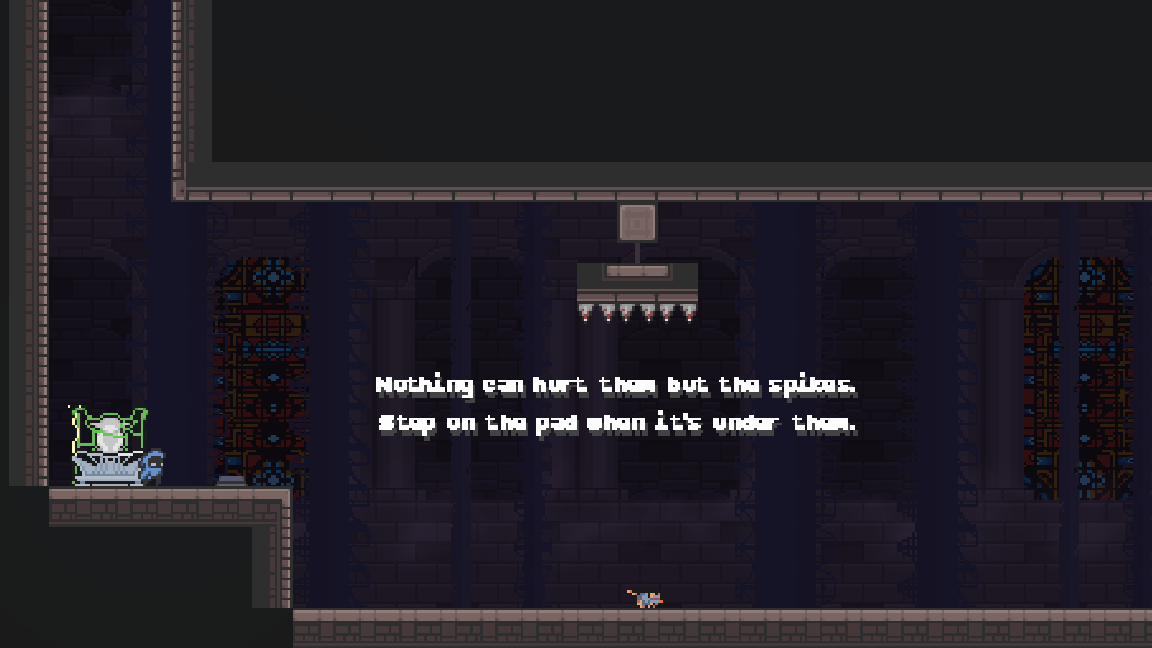 Nothing can hurt them but the spikes.
Step on the pad when it's under them.